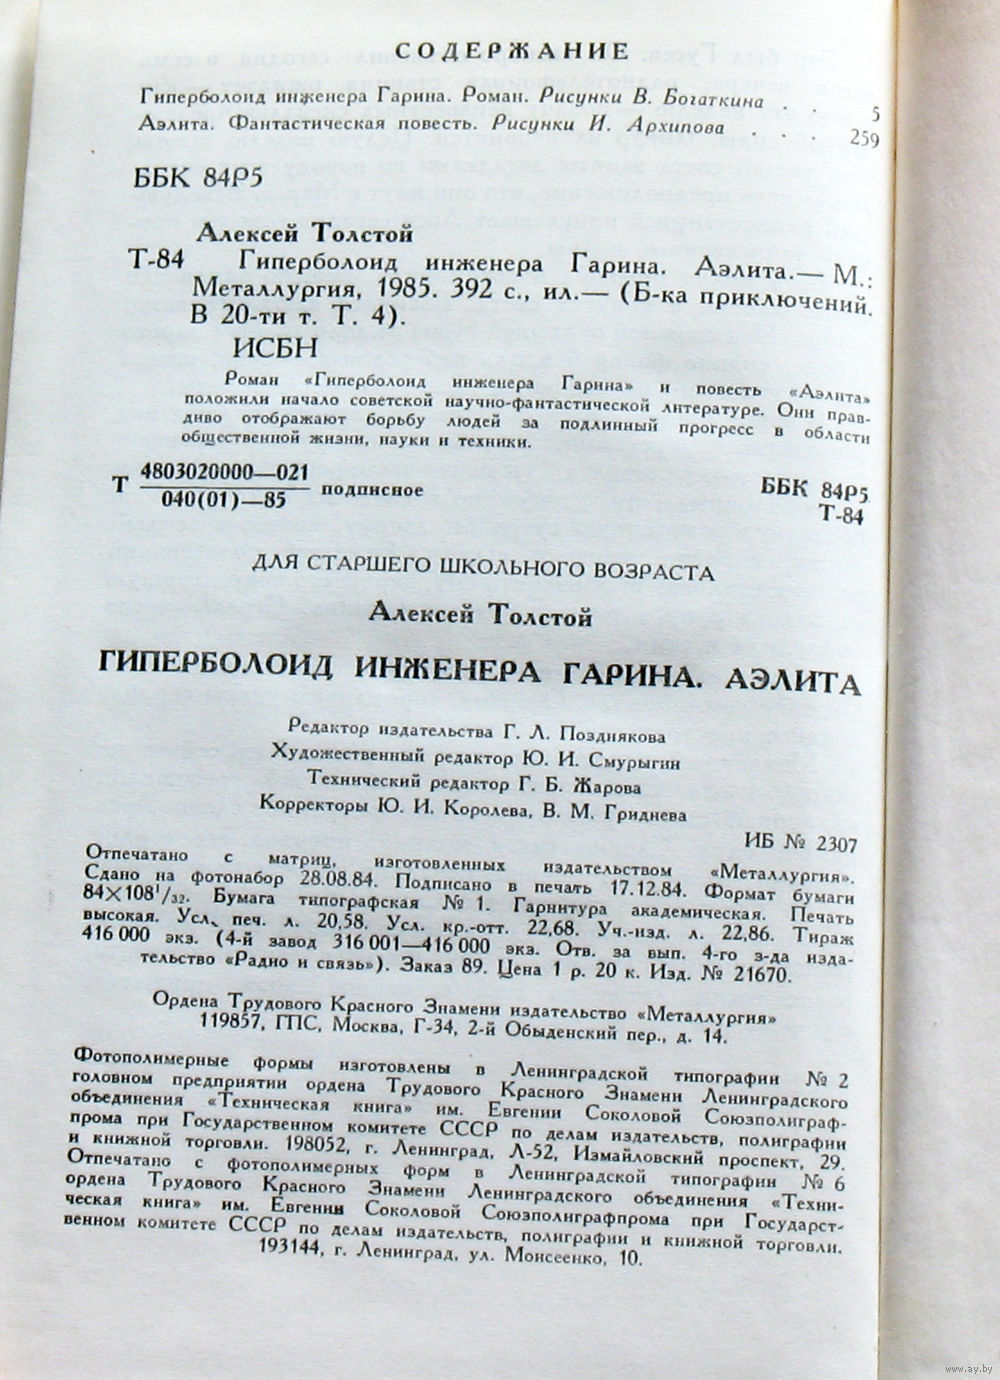 СОДЕРЖАНИЕ
Гиперболоид инженера Гарина. Роман. Рисунки В. Богаткина . . 5
Аэлита. Фантастическая повесть. Рисунки И. Архипова . . . 259
ББК 84Р5
Алексей Толстой
Т-84 Гиперболоид инженера Гарина. Аэлита.— М.:
Металлургия, 1985. 392 с., ил.— (Б-ка приключений.
В 20-ти т. Т. 4).
ИСБН
Роман «Гиперболоид инженера Гарина» и повесть «Аэлита»
положили начало советской научно-фантастической литературе. Они прав-
диво отображают борьбу людей за подлинный прогресс в области
общественной жизни, науки и техники.
Т 4803020000—021
040(01)—85 подписное
ББК 84Р5
Т-84
ДЛЯ СТАРШЕГО ШКОЛЬНОГО ВОЗРАСТА
Алексей Толстой
ГИПЕРБОЛОИД ИНЖЕНЕРА ГАРИНА. АЭЛИТА
Редактор издательства Г. Л. Позднякова
Художественный редактор Ю. И. Смурыгин
Технический редактор Г. Б. Жарова
Корректоры Ю. И. Королева, В. М. Гриднева
ИБ № 2307
Отпечатано с матриц, изготовленных издательством «Металлургия».
Сдано на фотонабор 28.08.84. Подписано в печать 17.12.84. Формат бумаги
84×108 1/32. Бумага типографская № 1. Гарнитура академическая. Печать
высокая. Усл. печ. л. 20,58. Усл. кр.-отт. 22,68. Уч.-изд. л. 22,86. Тираж
416 000 экз. (4-й завод 316 001—416 000 экз. Отв. за вып. 4-го з-да изда-
тельство «Радио и связь»). Заказ 89. Цена 1 р. 20 к. Изд. № 21670.
Ордена Трудового Красного Знамени издательство «Металлургия»
119857, ГПС, Москва, Г-34, 2-й Обыденский пер., д. 14.
Фотополимерные формы изготовлены в Ленинградской типографии № 2
головном предприятии ордена Трудового Красного Знамени Ленинградского
объединения «Техническая книга» им. Евгении Соколовой Союзполиграф-
прома при Государственном комитете СССР по делам издательств, полиграфии
и книжной торговли. 198052, г. Ленинград, Л-52, Измайловский проспект, 29.
Отпечатано с фотополимерных форм в Ленинградской типографии № 6
ордена Трудового Красного Знамени Ленинградского объединения «Техни-
ческая книга» им. Евгении Соколовой Союзполиграфпрома при Государст-
венном комитете СССР по делам издательств, полиграфии и книжной торговли.
193144, г. Ленинград, ул. Моисеенко, 10.
www.ay.by